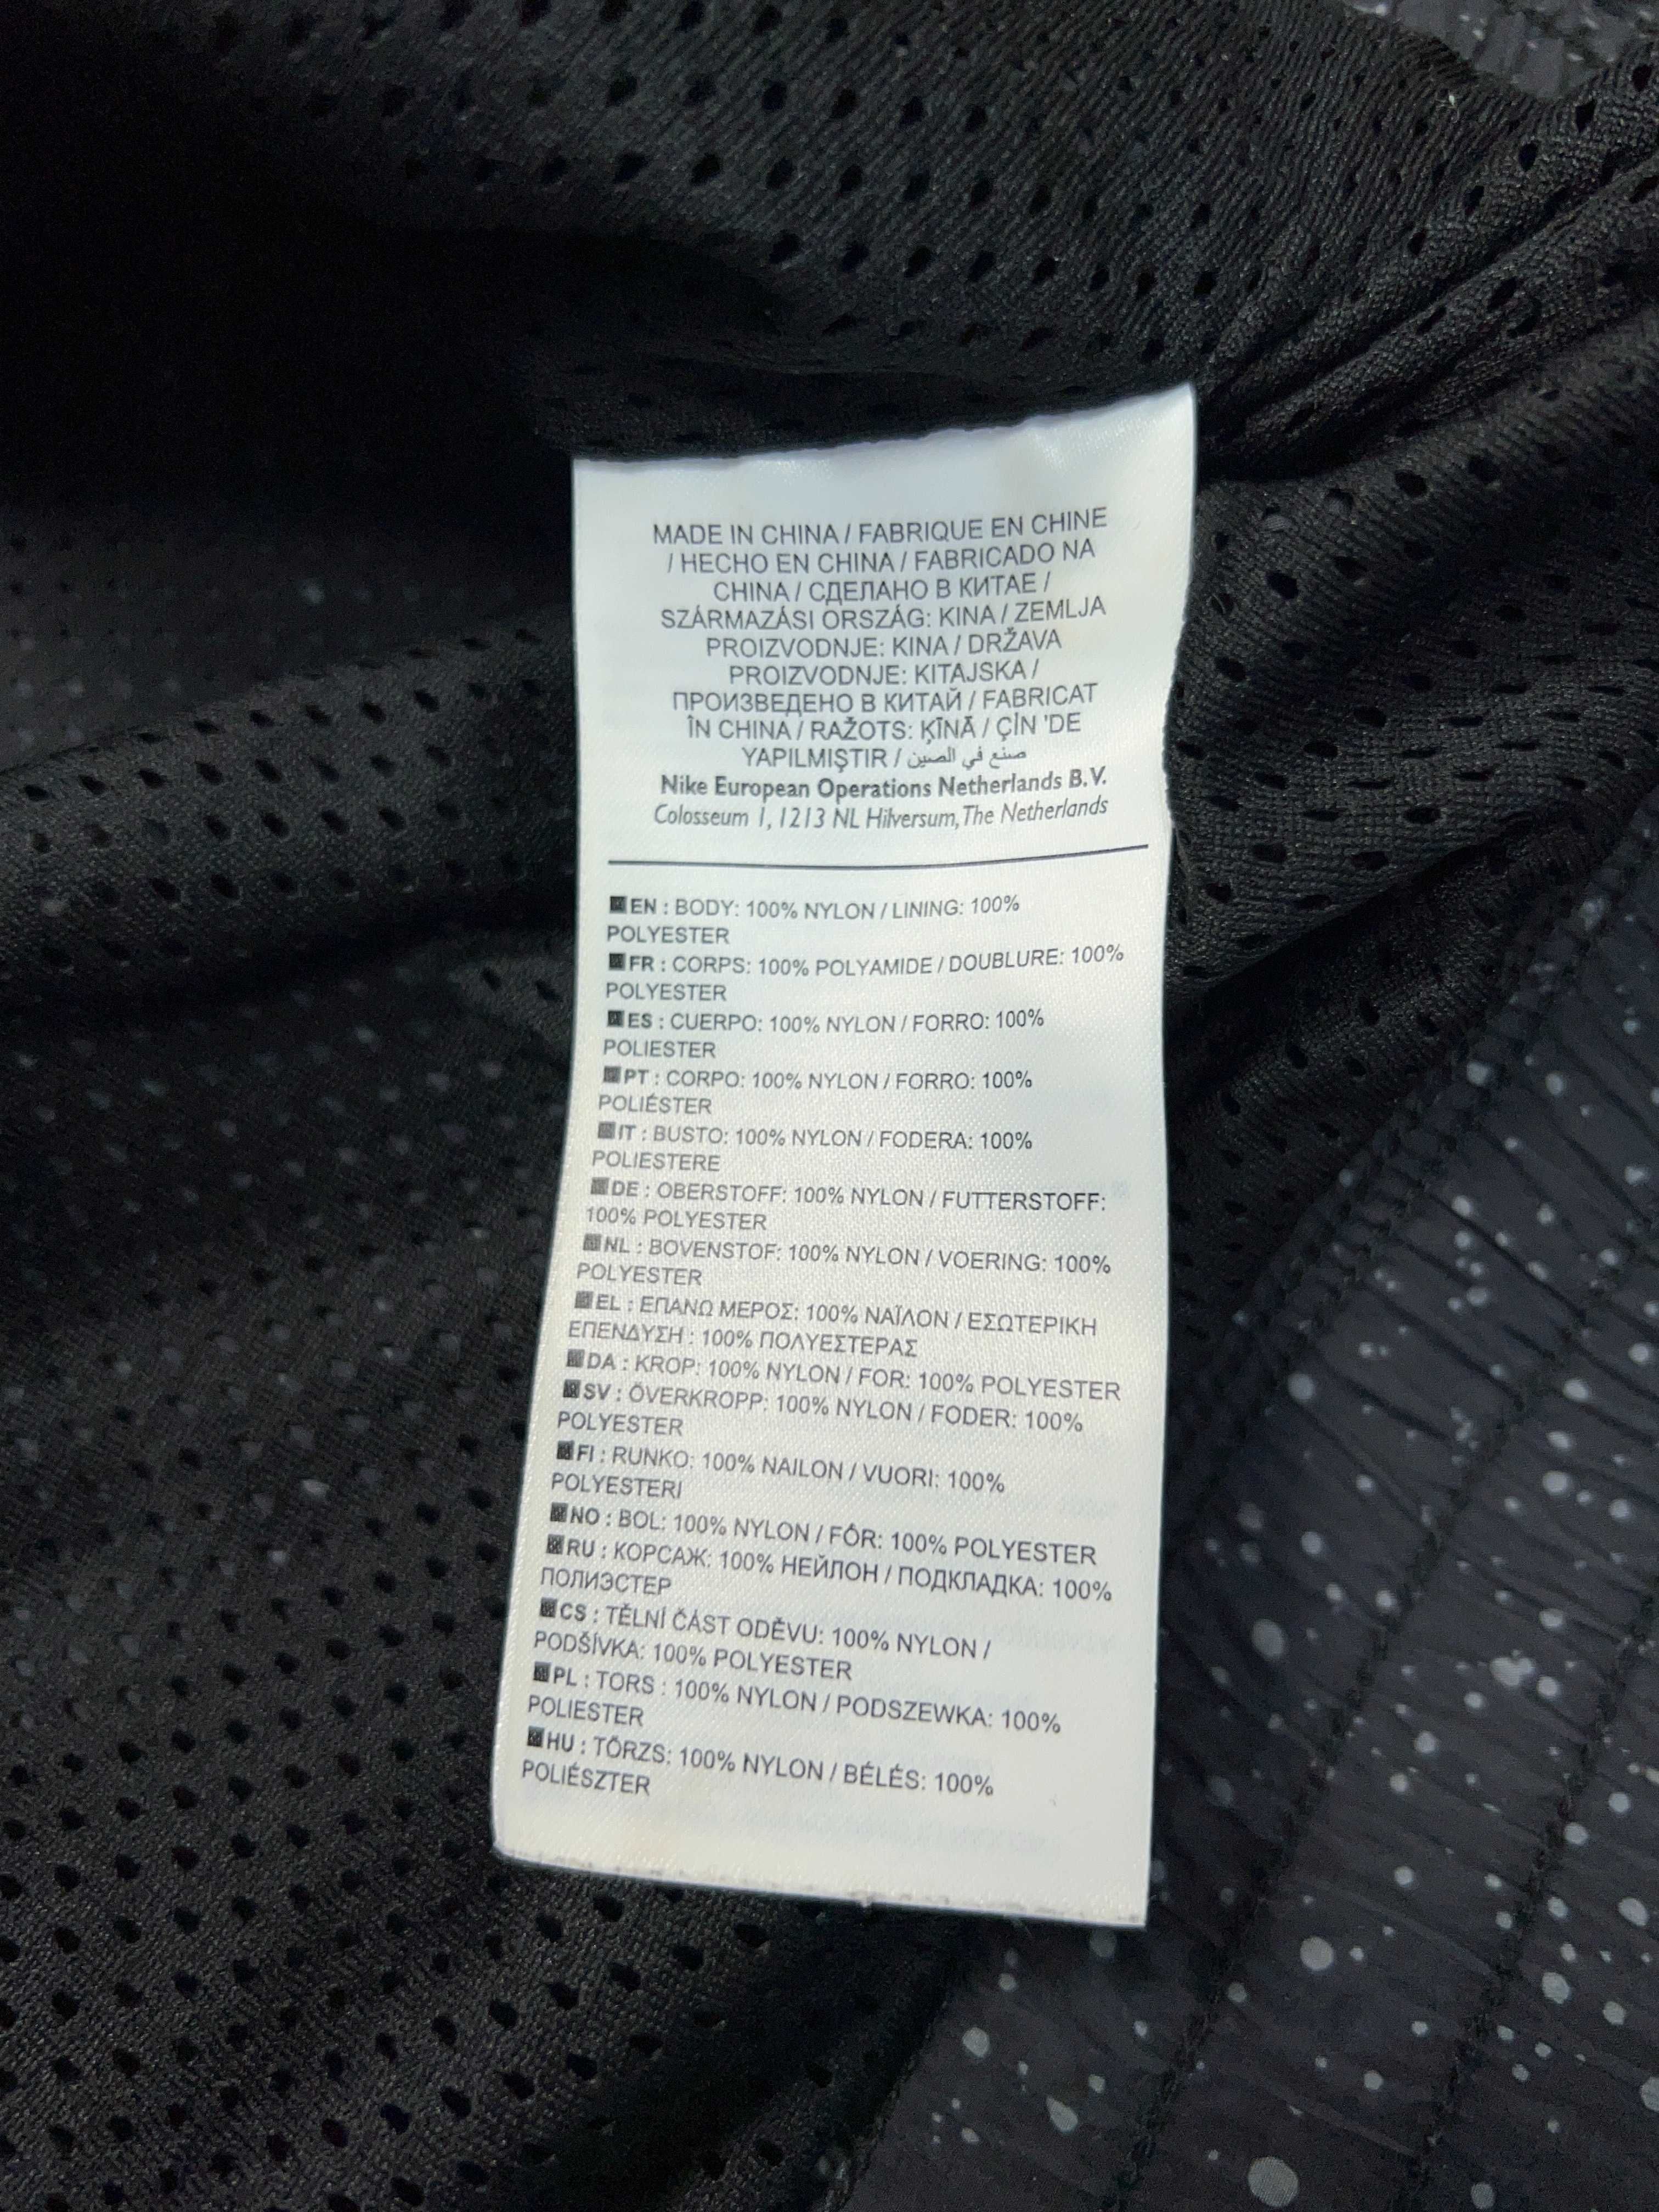 MADE IN CHINA / FABRIQUE EN CHINE
/ HECHO EN CHINA / FABRICADO NA
CHINA / СДЕЛАНО В КИТАЕ /
SZÁRMAZÁSI ORSZÁG: KINA / ZEMLJA
PROIZVODNJE: KINA / DRŽAVA
PROIZVODNJE: KITAJSKA /
ПРОИЗВЕДЕНО В КИТАЙ / FABRICAT
ÎN CHINA / RAŽOTS: ĶĪNĀ / ÇİN 'DE
YAPILMIŞTIR / صنع في الصين
Nike European Operations Netherlands B.V.
Colosseum 1, 1213 NL Hilversum, The Netherlands
EN : BODY: 100% NYLON / LINING: 100%
POLYESTER
FR : CORPS: 100% POLYAMIDE / DOUBLURE: 100%
POLYESTER
ES : CUERPO: 100% NYLON / FORRO: 100%
POLIESTER
PT : CORPO: 100% NYLON / FORRO: 100%
POLIÉSTER
IT : BUSTO: 100% NYLON / FODERA: 100%
POLIESTERE
DE : OBERSTOFF: 100% NYLON / FUTTERSTOFF:
100% POLYESTER
NL : BOVENSTOF: 100% NYLON / VOERING: 100%
POLYESTER
EL : ΕΠΑΝΩ ΜΕΡΟΣ: 100% ΝΑΪΛΟΝ / ΕΣΩΤΕΡΙΚΗ
ΕΠΕΝΔΥΣΗ : 100% ΠΟΛΥΕΣΤΕΡΑΣ
DA : KROP: 100% NYLON / FOR: 100% POLYESTER
SV : ÖVERKROPP: 100% NYLON / FODER: 100%
POLYESTER
FI : RUNKO: 100% NAILON / VUORI: 100%
POLYESTERI
NO : BOL: 100% NYLON / FÔR: 100% POLYESTER
RU : КОРСАЖ: 100% НЕЙЛОН / ПОДКЛАДКА: 100%
ПОЛИЭСТЕР
CS : TĚLNÍ ČÁST ODĚVU: 100% NYLON /
PODŠÍVKA: 100% POLYESTER
PL : TORS : 100% NYLON / PODSZEWKA: 100%
POLIESTER
HU : TÖRZS: 100% NYLON / BÉLÉS: 100%
POLIÉSZTER